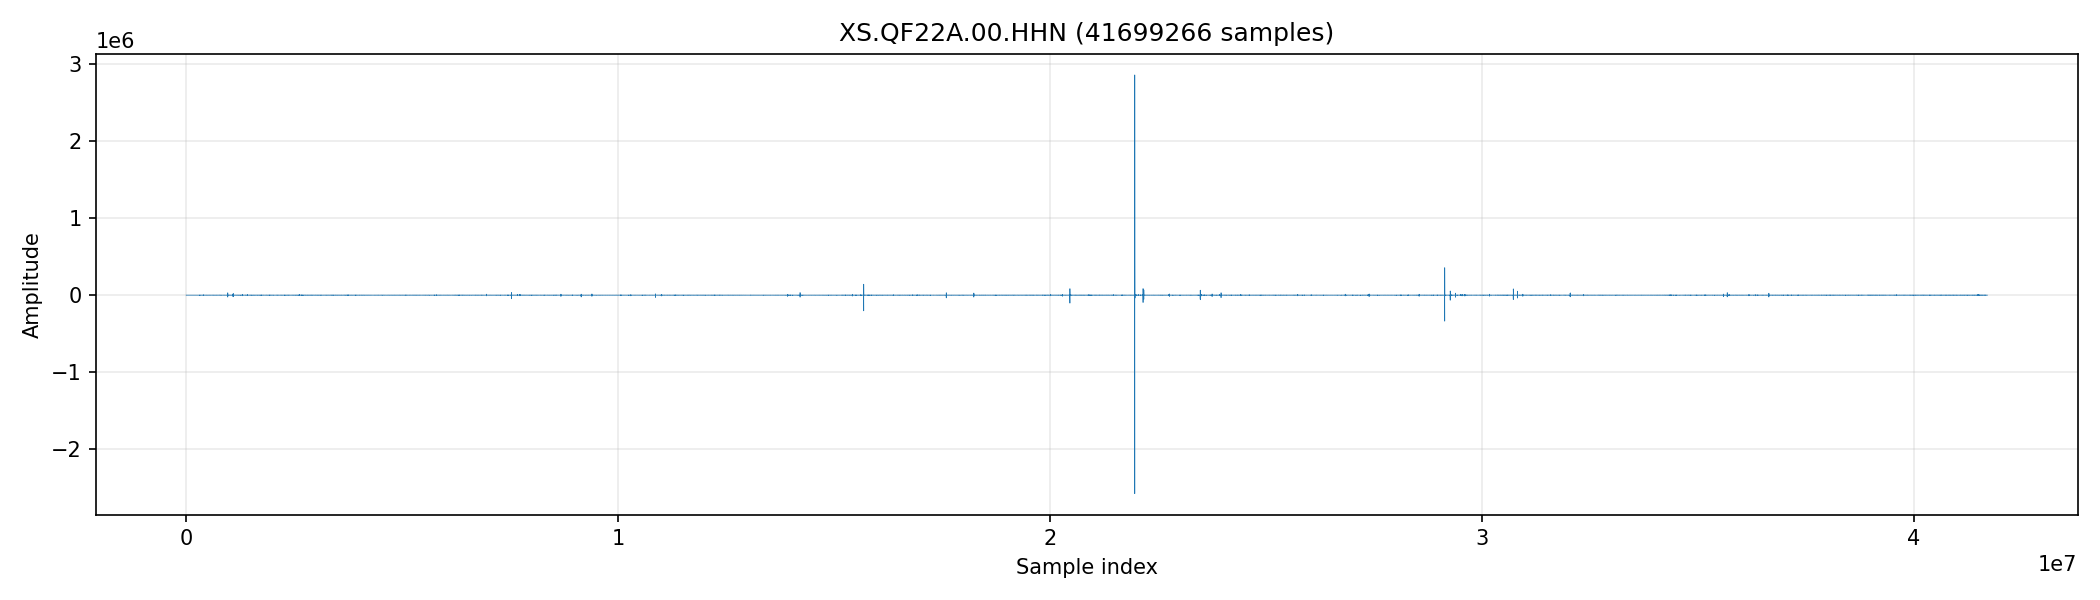 XS.QF22A.00.HHN (41699266 samples)
1e6
3
2
1
0
−1
−2
Amplitude
0 1 2 3 4
1e7
Sample index